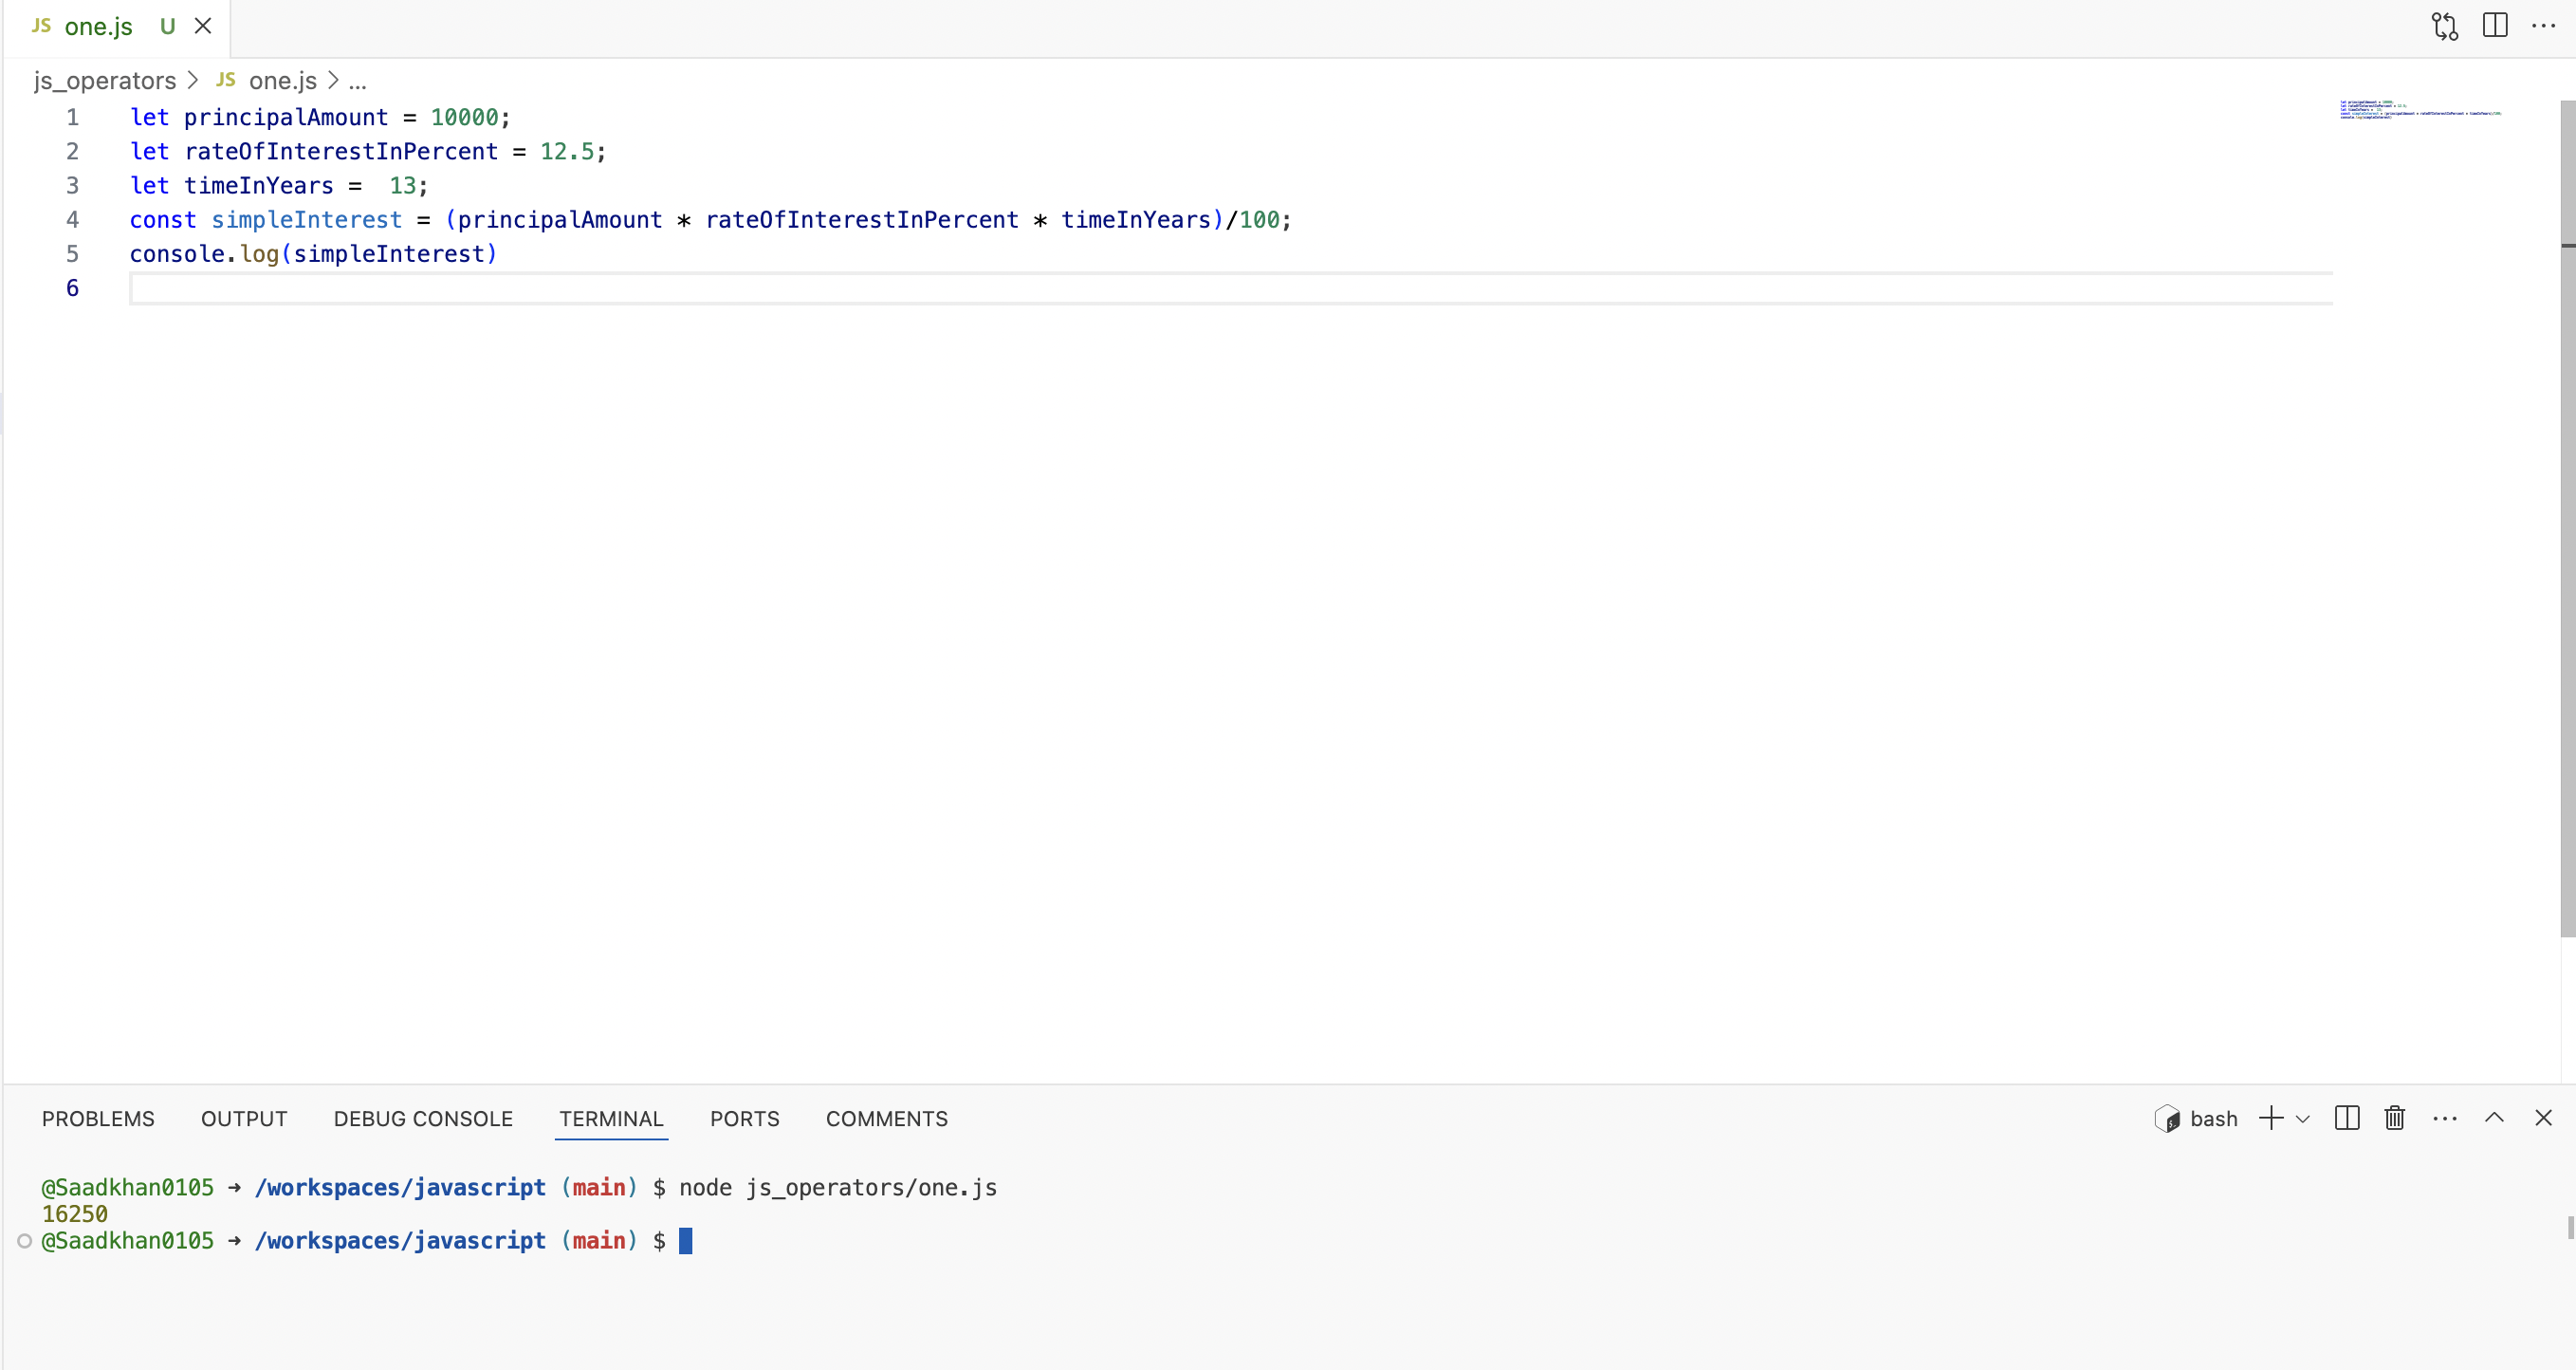 JS one.js U
js_operators > JS one.js > ...
1 let principalAmount = 10000;
2 let rateOfInterestInPercent = 12.5;
3 let timeInYears =  13;
4 const simpleInterest = (principalAmount * rateOfInterestInPercent * timeInYears)/100;
5 console.log(simpleInterest)
6
PROBLEMS OUTPUT DEBUG CONSOLE TERMINAL PORTS COMMENTS bash
@Saadkhan0105 → /workspaces/javascript (main) $ node js_operators/one.js
16250
@Saadkhan0105 → /workspaces/javascript (main) $